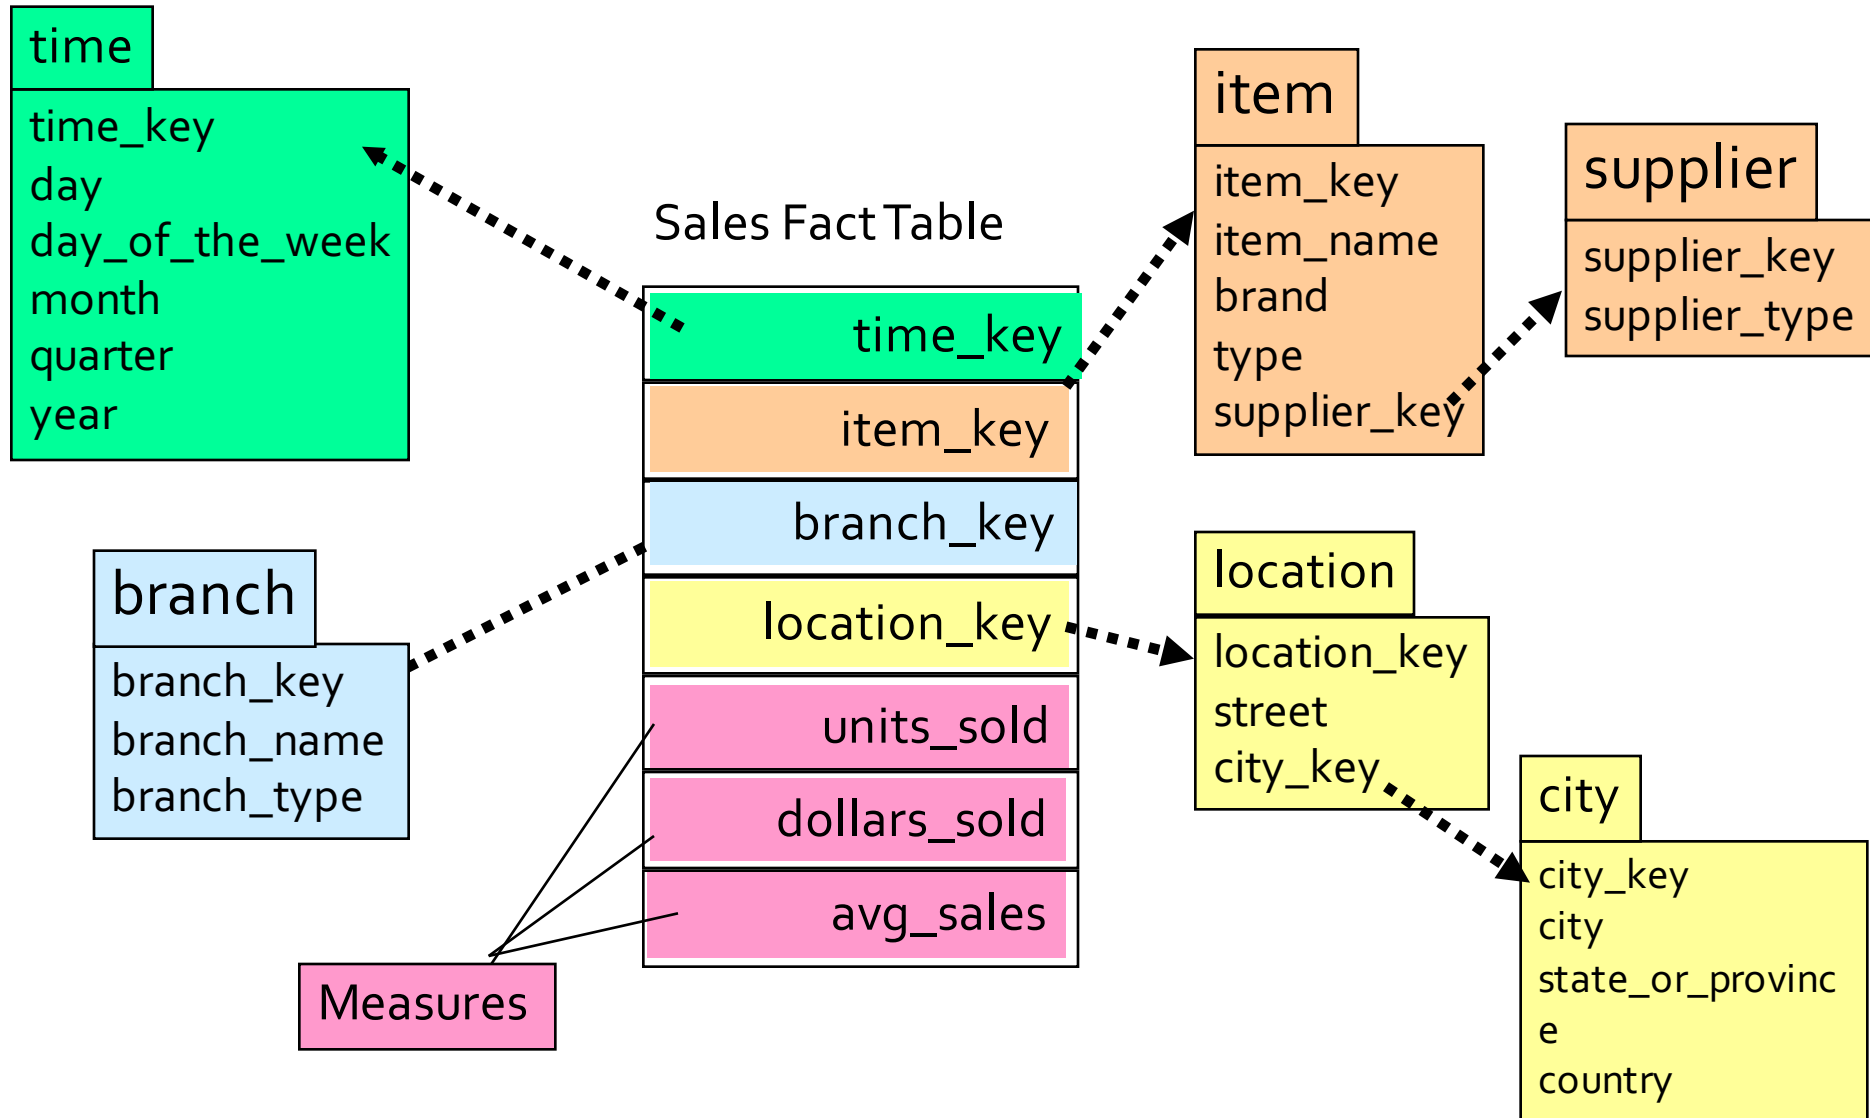 time
time_key
day
day_of_the_week
month
quarter
year
branch
branch_key
branch_name
branch_type
Sales Fact Table
time_key
item_key
branch_key
location_key
units_sold
dollars_sold
avg_sales
Measures
item
item_key
item_name
brand
type
supplier_key
supplier
supplier_key
supplier_type
location
location_key
street
city_key
city
city_key
city
state_or_provinc
e
country